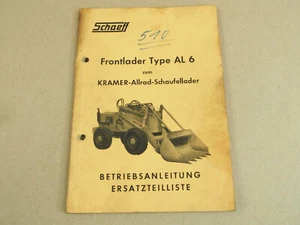 Schaeff
510
Frontlader Type AL 6
zum
KRAMER-Allrad-Schaufellader
BETRIEBSANLEITUNG
ERSATZTEILLISTE